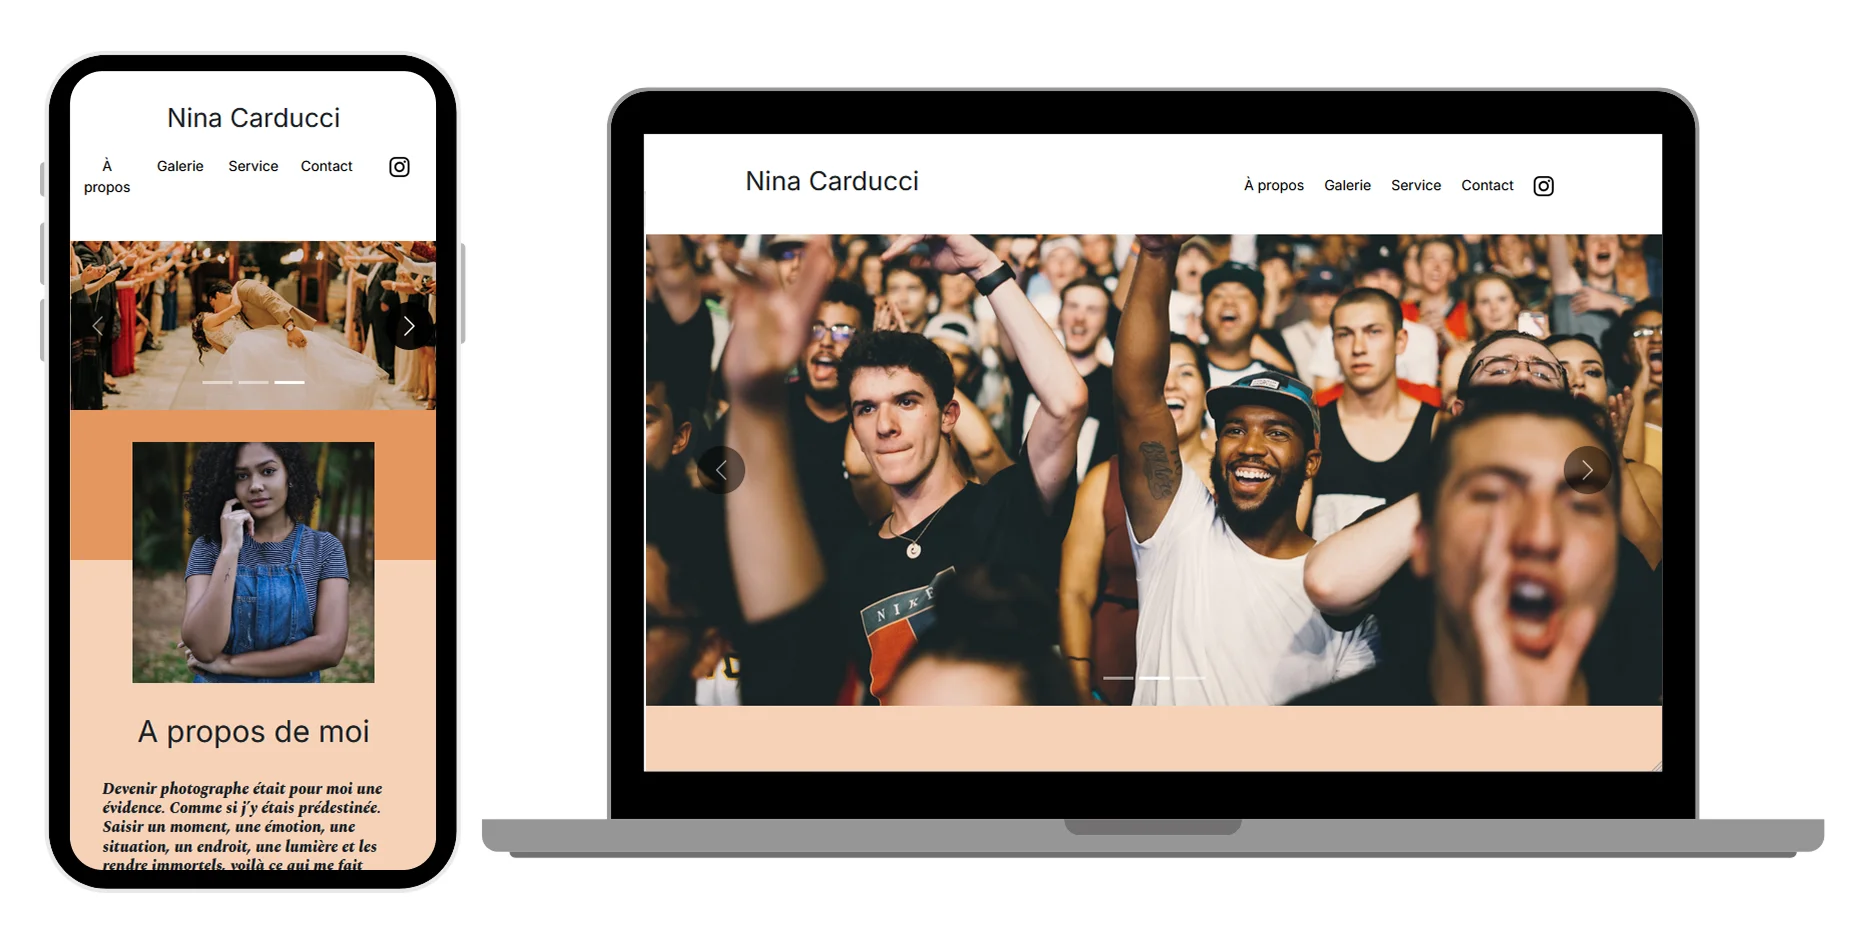 Nina Carducci
À propos
Galerie
Service
Contact
A propos de moi
Devenir photographe était pour moi une
évidence. Comme si j'y étais prédestinée.
Saisir un moment, une émotion, une
situation, un endroit, une lumière et les
rendre immortels, voilà ce qui me fait
Nina Carducci
À propos
Galerie
Service
Contact
NIKE